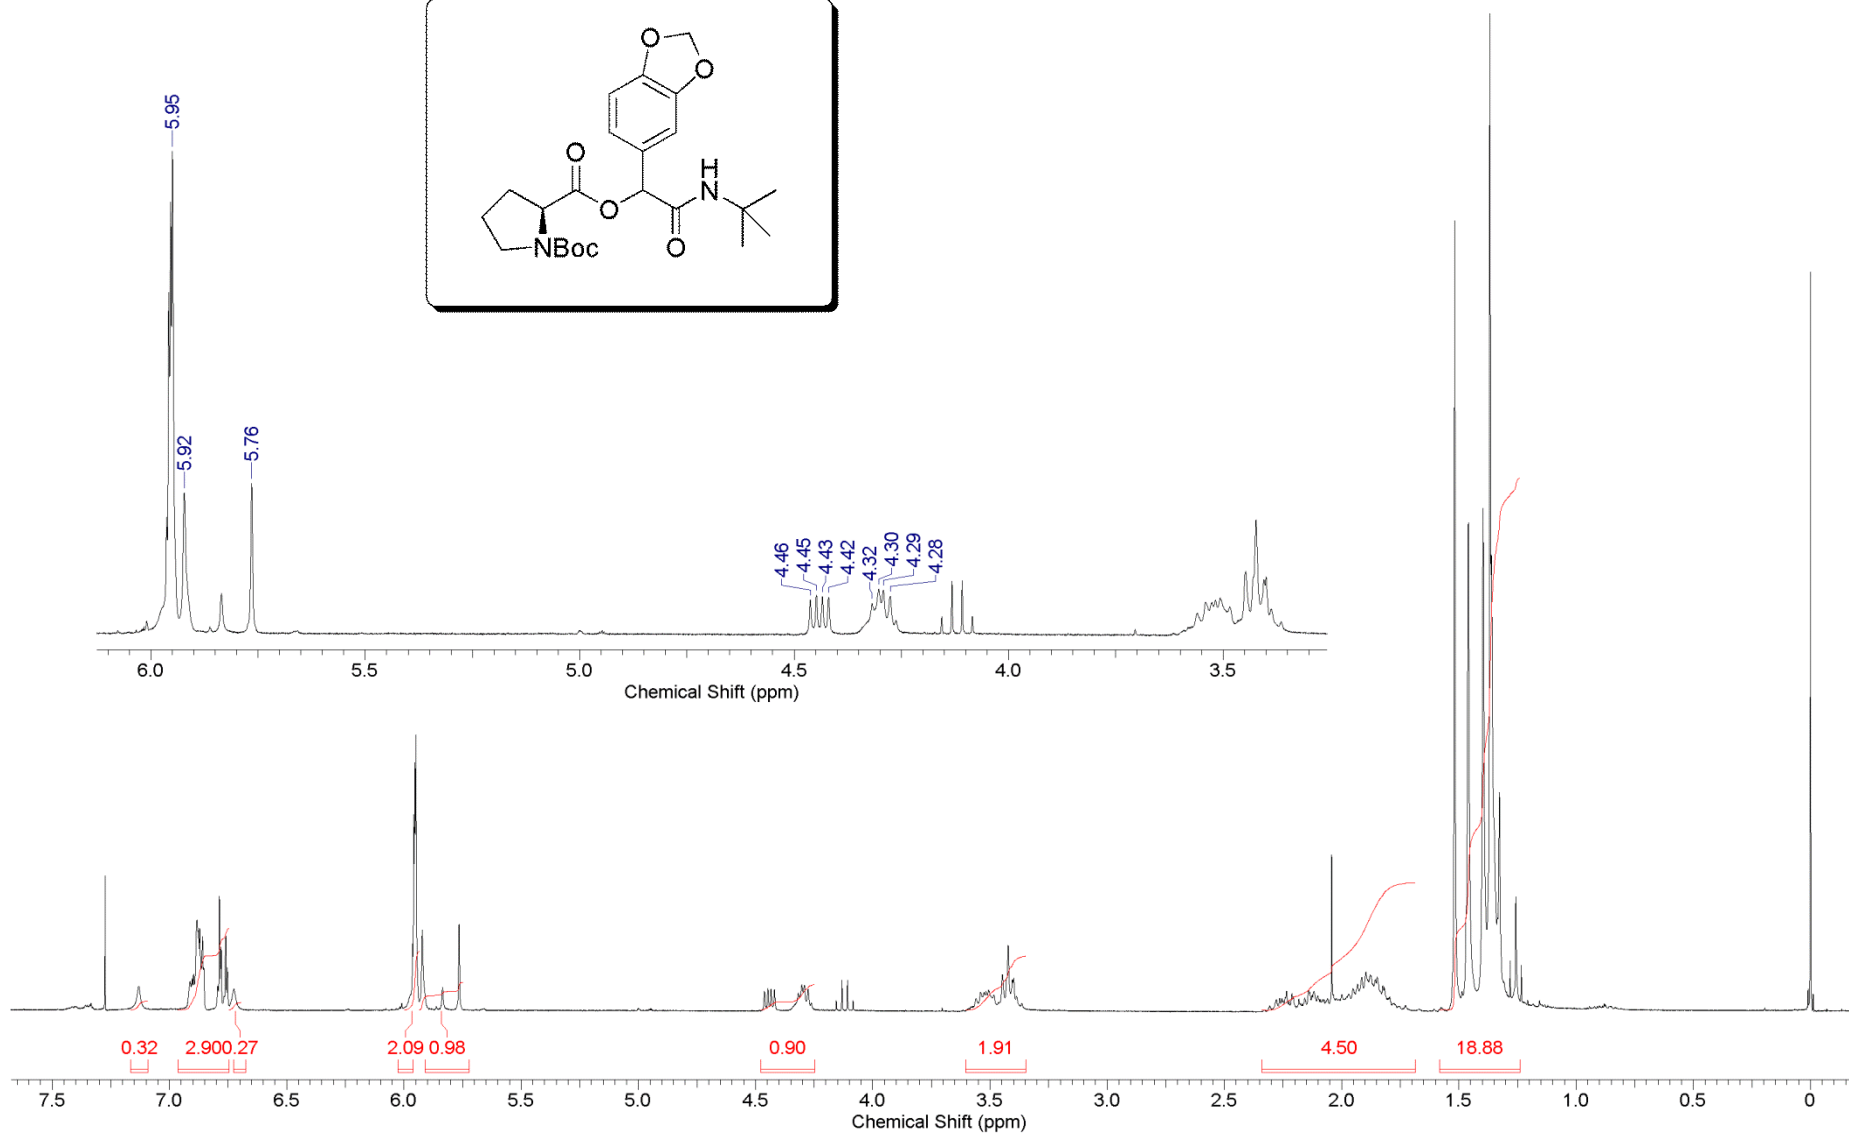 O
O
O
O
O
H
N
NBoc
5.95
5.92
5.76
4.46
4.45
4.43
4.42
4.32
4.30
4.29
4.28
6.0 5.5 5.0 4.5 4.0 3.5
Chemical Shift (ppm)
0.32 2.90 0.27 2.09 0.98 0.90 1.91 4.50 18.88
7.5 7.0 6.5 6.0 5.5 5.0 4.5 4.0 3.5 3.0 2.5 2.0 1.5 1.0 0.5 0
Chemical Shift (ppm)